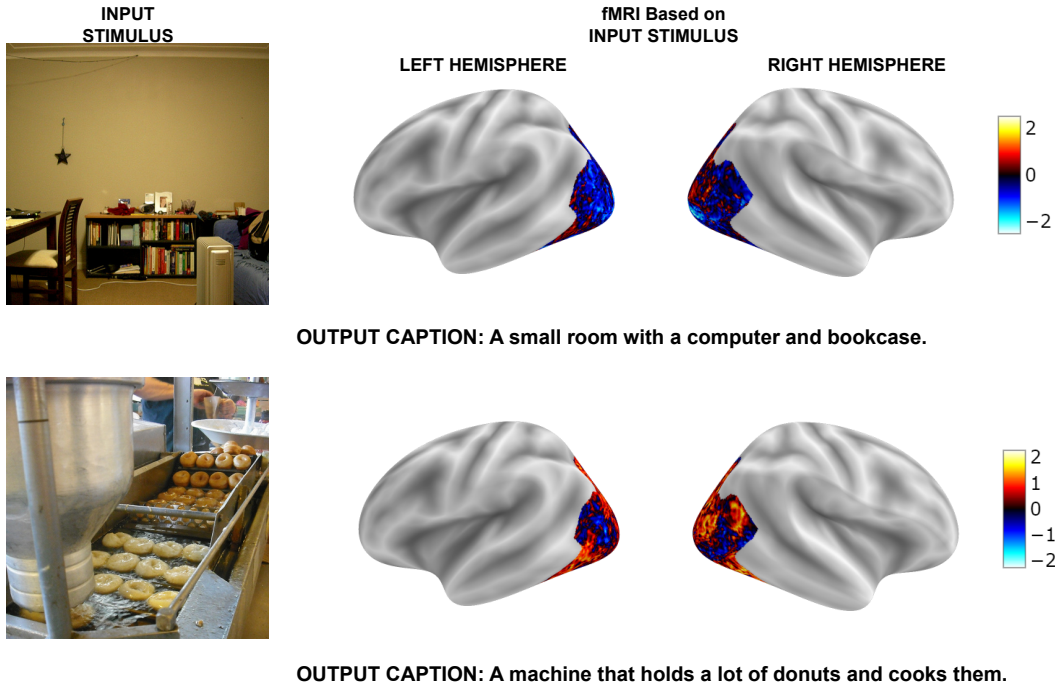 INPUT
STIMULUS
fMRI Based on
INPUT STIMULUS
LEFT HEMISPHERE
RIGHT HEMISPHERE
2
0
−2
OUTPUT CAPTION: A small room with a computer and bookcase.
2
1
0
−1
−2
OUTPUT CAPTION: A machine that holds a lot of donuts and cooks them.